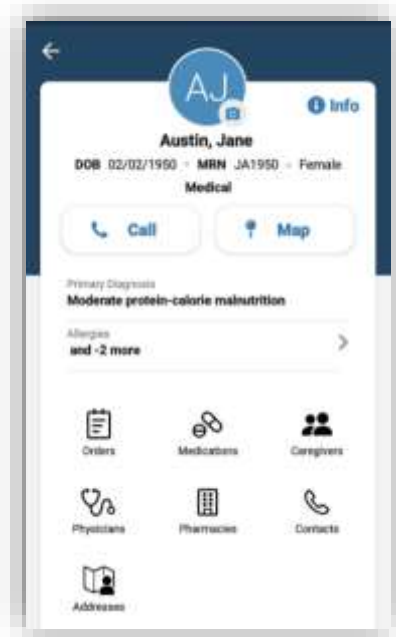 AJ
Info
Austin, Jane
DOB 02/02/1950 - MRN JA1950 - Female
Medical
Call
Map
Primary Diagnosis
Moderate protein-calorie malnutrition
Allergies
and -2 more
Orders
Medications
Caregivers
Physicians
Pharmacies
Contacts
Addresses